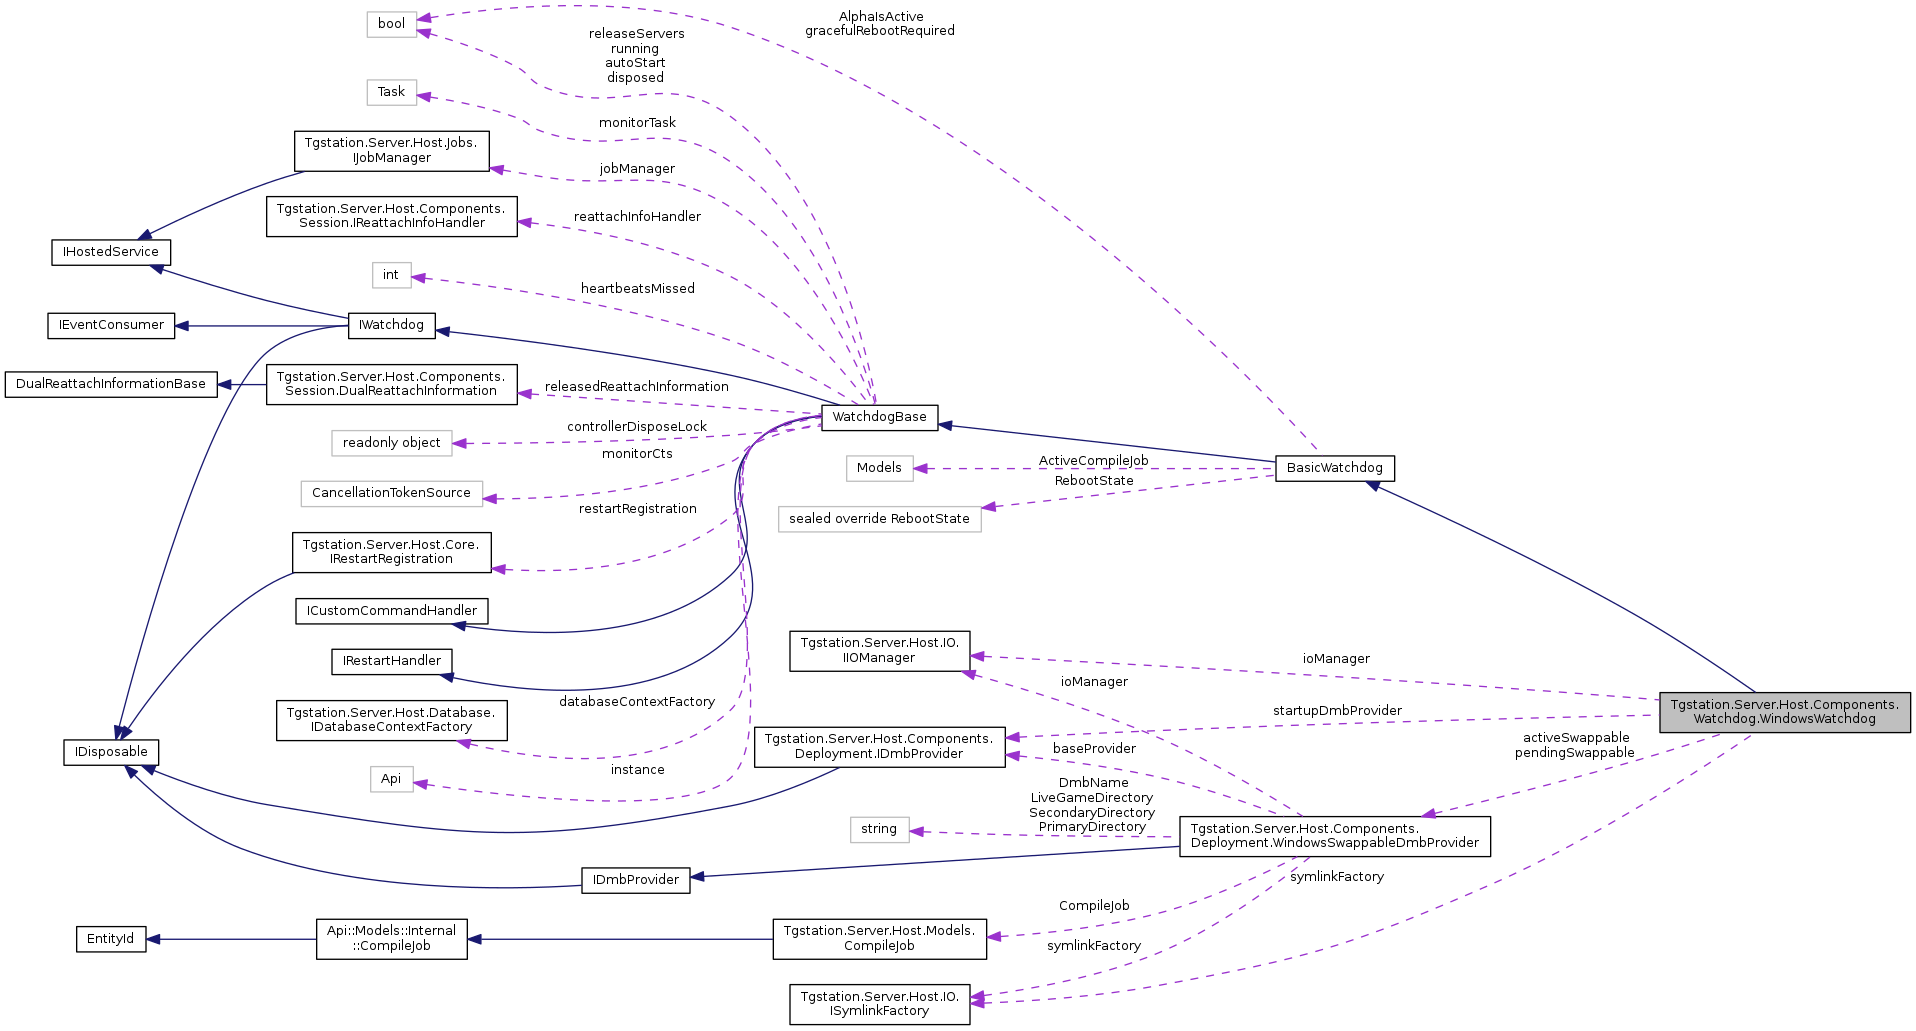 bool
AlphaIsActive
gracefulRebootRequired
releaseServers
running
autoStart
disposed
Task
monitorTask
Tgstation.Server.Host.Jobs.
IJobManager
jobManager
Tgstation.Server.Host.Components.
Session.IReattachInfoHandler
reattachInfoHandler
IHostedService
int
heartbeatsMissed
IEventConsumer
IWatchdog
DualReattachInformationBase
Tgstation.Server.Host.Components.
Session.DualReattachInformation
releasedReattachInformation
WatchdogBase
readonly object
controllerDisposeLock
monitorCts
Models
ActiveCompileJob
BasicWatchdog
RebootState
CancellationTokenSource
restartRegistration
sealed override RebootState
Tgstation.Server.Host.Core.
IRestartRegistration
ICustomCommandHandler
IRestartHandler
Tgstation.Server.Host.IO.
IIOManager
ioManager
ioManager
Tgstation.Server.Host.Database.
IDatabaseContextFactory
databaseContextFactory
startupDmbProvider
Tgstation.Server.Host.Components.
Watchdog.WindowsWatchdog
IDisposable
Tgstation.Server.Host.Components.
Deployment.IDmbProvider
baseProvider
activeSwappable
pendingSwappable
Api
instance
DmbName
LiveGameDirectory
SecondaryDirectory
PrimaryDirectory
string
Tgstation.Server.Host.Components.
Deployment.WindowsSwappableDmbProvider
IDmbProvider
symlinkFactory
CompileJob
EntityId
Api::Models::Internal
::CompileJob
Tgstation.Server.Host.Models.
CompileJob
symlinkFactory
Tgstation.Server.Host.IO.
ISymlinkFactory